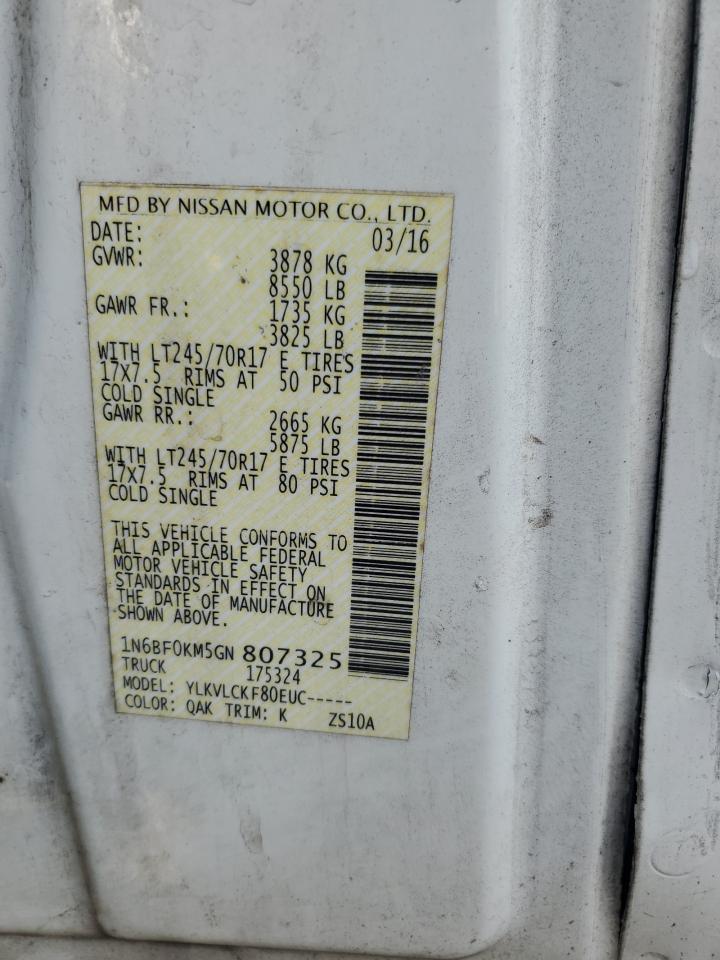 MFD BY NISSAN MOTOR CO., LTD.
DATE: 03/16
GVWR: 3878 KG
8550 LB
GAWR FR.: 1735 KG
3825 LB
WITH LT245/70R17 E TIRES
17X7.5 RIMS AT 50 PSI
COLD SINGLE
GAWR RR.: 2665 KG
5875 LB
WITH LT245/70R17 E TIRES
17X7.5 RIMS AT 80 PSI
COLD SINGLE
THIS VEHICLE CONFORMS TO
ALL APPLICABLE FEDERAL
MOTOR VEHICLE SAFETY
STANDARDS IN EFFECT ON
THE DATE OF MANUFACTURE
SHOWN ABOVE.
1N6BF0KM5GN 807325
TRUCK 175324
MODEL: YLKVLCKF80EUC-----
COLOR: QAK TRIM: K ZS10A